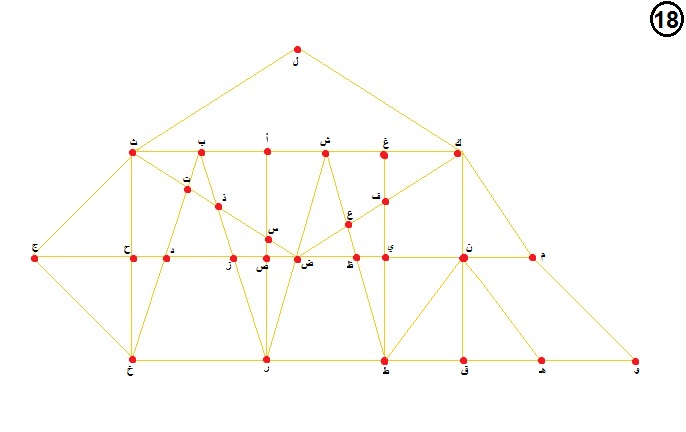 18
ل
ث ب أ ش غ ك
ت ذ
ع ف
س
ج ح د ز ص ض ظ ي ن م
خ ر ط ق هـ و